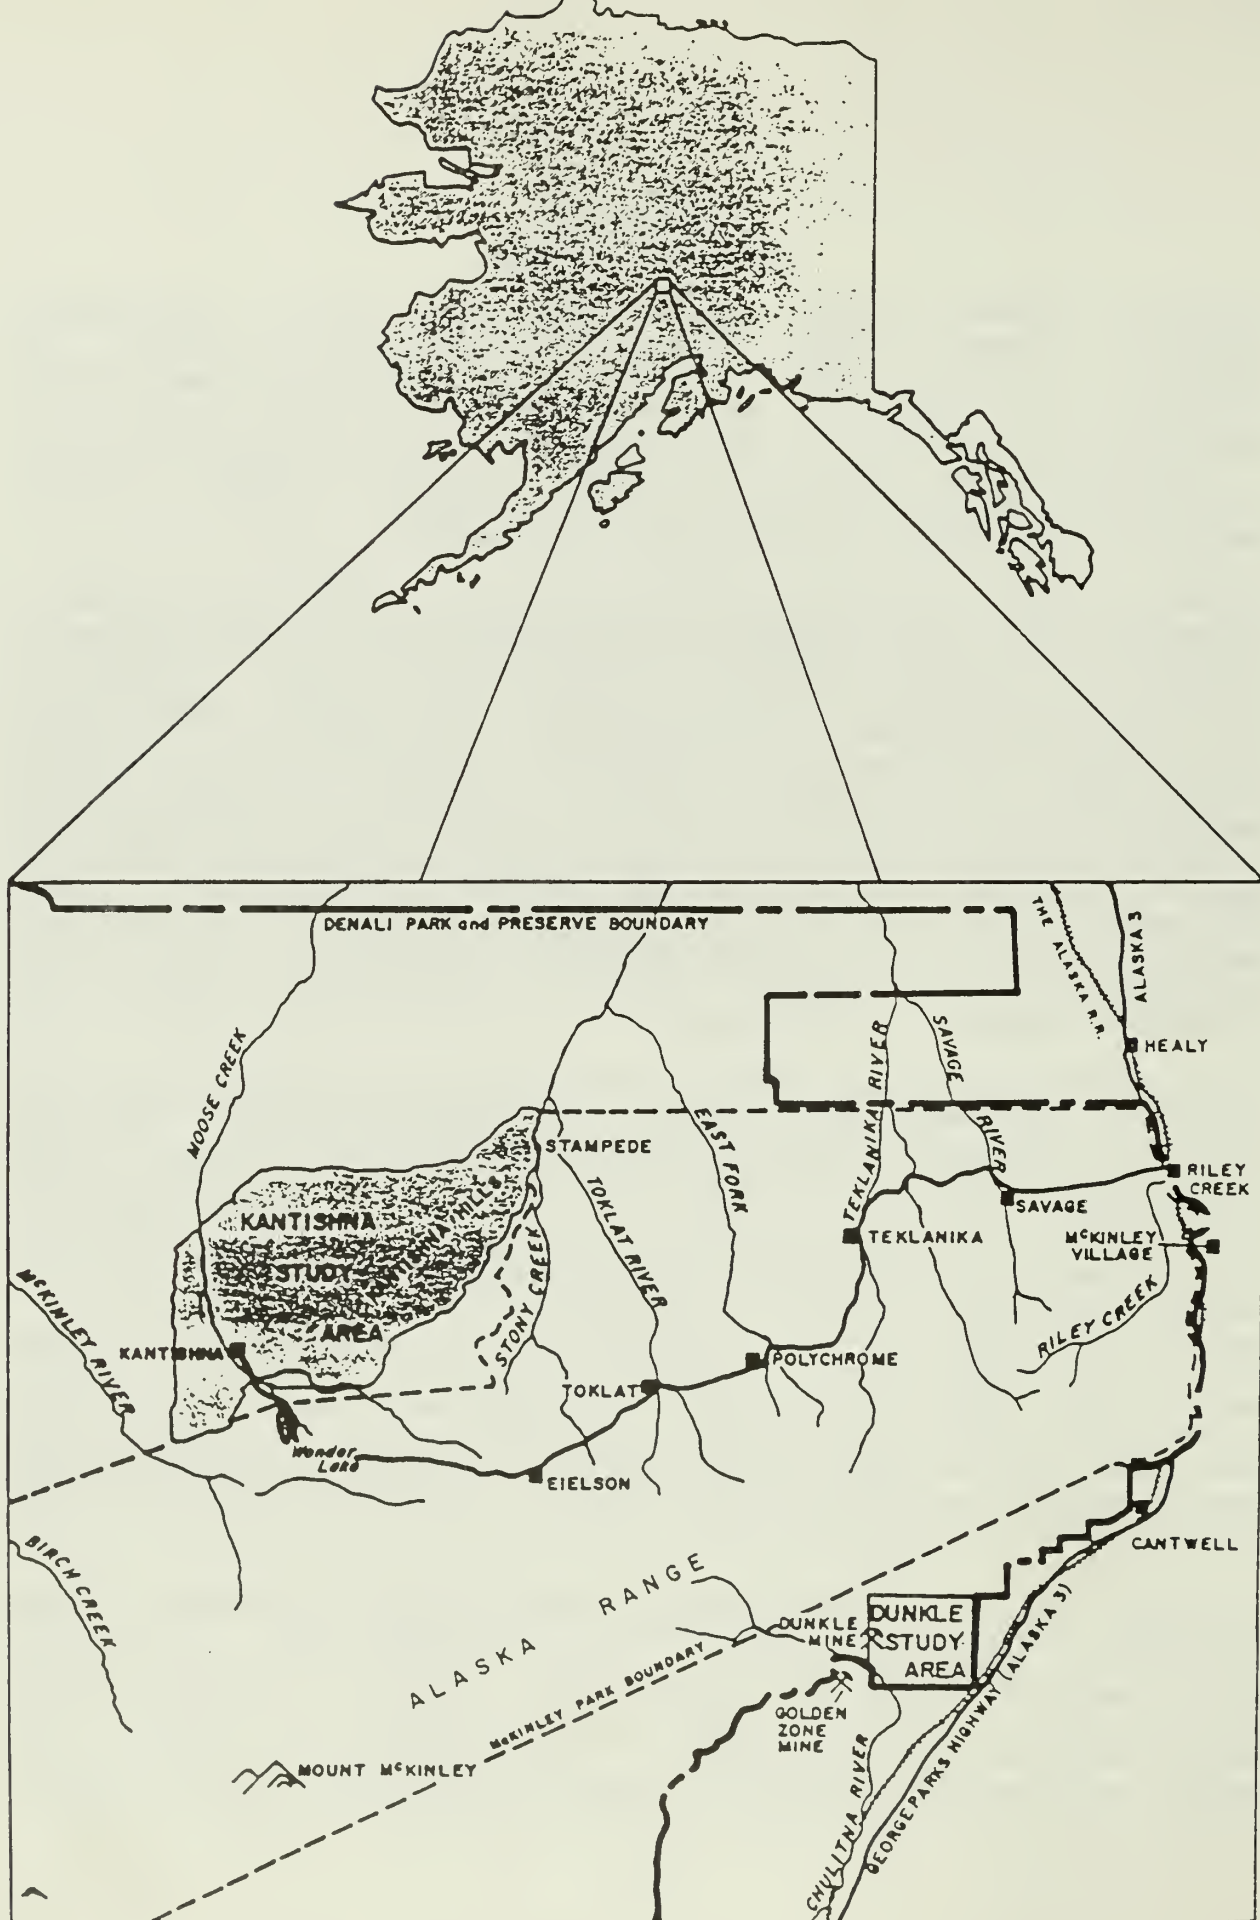 DENALI PARK and PRESERVE BOUNDARY
THE ALASKA R.R.
ALASKA 3
HEALY
MOOSE CREEK
SAVAGE RIVER
TEKLANIKA RIVER
EAST FORK
STAMPEDE
TOKLAT RIVER
RILEY
CREEK
SAVAGE
KANTISHNA
STUDY
AREA
KANTISHNA HILLS
TEKLANIKA
McKINLEY
VILLAGE
STONY CREEK
McKINLEY RIVER
RILEY CREEK
KANTISHNA
POLYCHROME
TOKLAT
Wonder
Lake
EIELSON
CANTWELL
BIRCH CREEK
ALASKA RANGE
DUNKLE
MINE
DUNKLE
STUDY
AREA
McKINLEY PARK BOUNDARY
GOLDEN
ZONE
MINE
MOUNT McKINLEY
CHULITNA RIVER
GEORGE PARKS HIGHWAY (ALASKA 3)